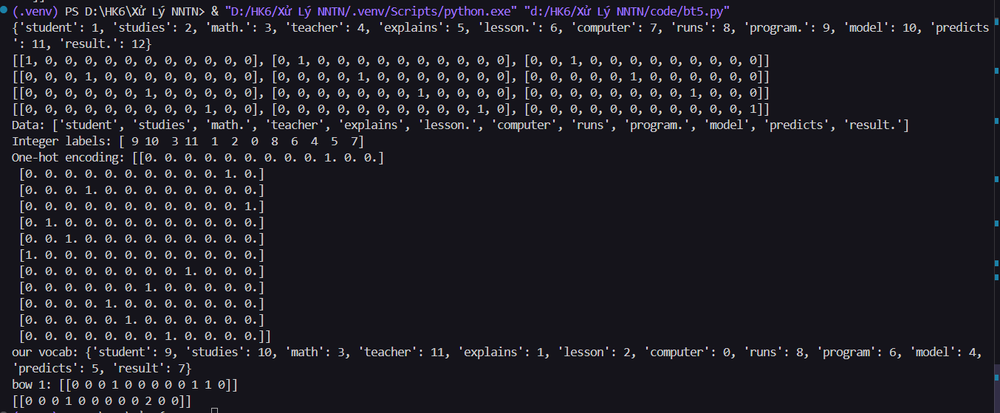 (.venv) PS D:\HK6\Xử Lý NNTN> & "D:/HK6/Xử Lý NNTN/.venv/Scripts/python.exe" "d:/HK6/Xử Lý NNTN/code/bt5.py"
{'student': 1, 'studies': 2, 'math.': 3, 'teacher': 4, 'explains': 5, 'lesson.': 6, 'computer': 7, 'runs': 8, 'program.': 9, 'model': 10, 'predicts
': 11, 'result.': 12}
[[1, 0, 0, 0, 0, 0, 0, 0, 0, 0, 0, 0], [0, 1, 0, 0, 0, 0, 0, 0, 0, 0, 0, 0], [0, 0, 1, 0, 0, 0, 0, 0, 0, 0, 0, 0]]
[[0, 0, 0, 1, 0, 0, 0, 0, 0, 0, 0, 0], [0, 0, 0, 0, 1, 0, 0, 0, 0, 0, 0, 0], [0, 0, 0, 0, 0, 1, 0, 0, 0, 0, 0, 0]]
[[0, 0, 0, 0, 0, 0, 1, 0, 0, 0, 0, 0], [0, 0, 0, 0, 0, 0, 0, 1, 0, 0, 0, 0], [0, 0, 0, 0, 0, 0, 0, 0, 1, 0, 0, 0]]
[[0, 0, 0, 0, 0, 0, 0, 0, 0, 1, 0, 0], [0, 0, 0, 0, 0, 0, 0, 0, 0, 0, 1, 0], [0, 0, 0, 0, 0, 0, 0, 0, 0, 0, 0, 1]]
Data: ['student', 'studies', 'math.', 'teacher', 'explains', 'lesson.', 'computer', 'runs', 'program.', 'model', 'predicts', 'result.']
Integer labels: [ 9 10  3 11  1  2  0  8  6  4  5  7]
One-hot encoding: [[0. 0. 0. 0. 0. 0. 0. 0. 0. 1. 0. 0.]
 [0. 0. 0. 0. 0. 0. 0. 0. 0. 0. 1. 0.]
 [0. 0. 0. 1. 0. 0. 0. 0. 0. 0. 0. 0.]
 [0. 0. 0. 0. 0. 0. 0. 0. 0. 0. 0. 1.]
 [0. 1. 0. 0. 0. 0. 0. 0. 0. 0. 0. 0.]
 [0. 0. 1. 0. 0. 0. 0. 0. 0. 0. 0. 0.]
 [1. 0. 0. 0. 0. 0. 0. 0. 0. 0. 0. 0.]
 [0. 0. 0. 0. 0. 0. 0. 0. 1. 0. 0. 0.]
 [0. 0. 0. 0. 0. 0. 1. 0. 0. 0. 0. 0.]
 [0. 0. 0. 0. 1. 0. 0. 0. 0. 0. 0. 0.]
 [0. 0. 0. 0. 0. 1. 0. 0. 0. 0. 0. 0.]
 [0. 0. 0. 0. 0. 0. 0. 1. 0. 0. 0. 0.]]
our vocab: {'student': 9, 'studies': 10, 'math': 3, 'teacher': 11, 'explains': 1, 'lesson': 2, 'computer': 0, 'runs': 8, 'program': 6, 'model': 4,
'predicts': 5, 'result': 7}
bow 1: [[0 0 0 1 0 0 0 0 0 1 1 0]]
[[0 0 0 1 0 0 0 0 0 2 0 0]]